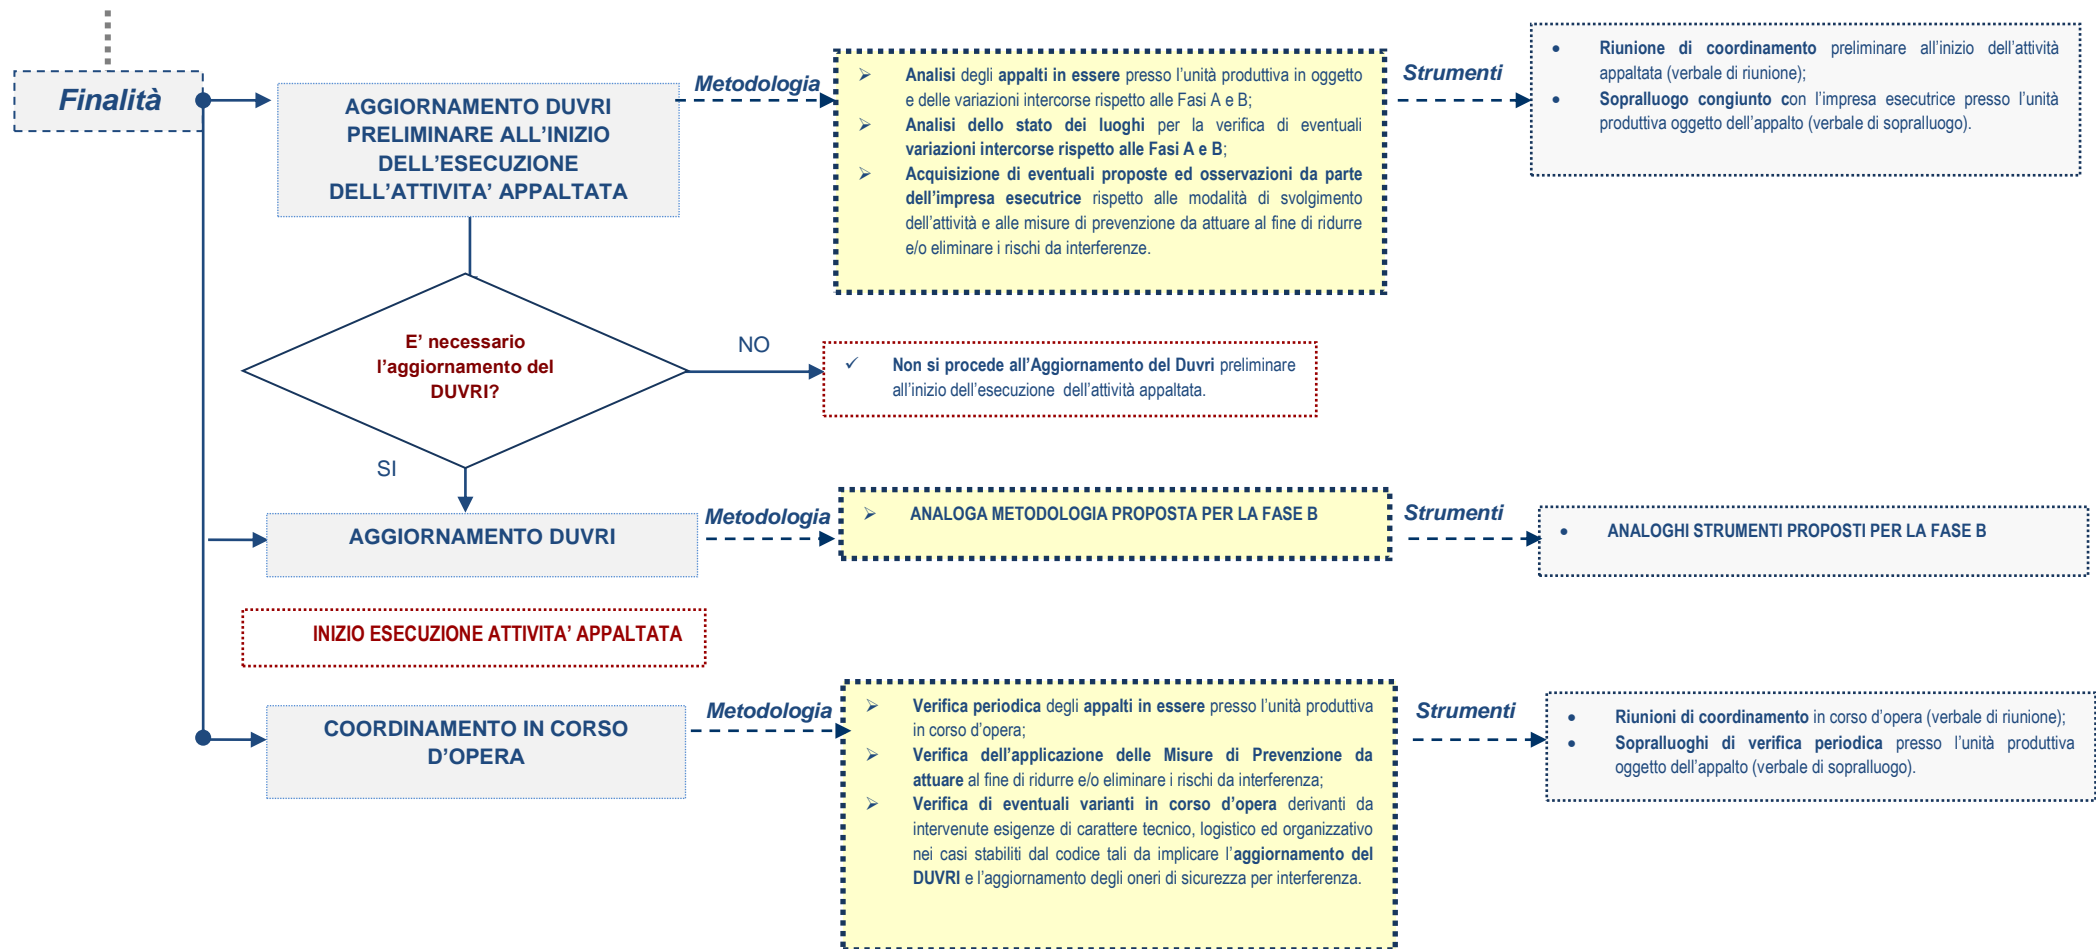 Finalità
AGGIORNAMENTO DUVRI
PRELIMINARE ALL’INIZIO
DELL’ESECUZIONE
DELL’ATTIVITA’ APPALTATA
Metodologia
➢ Analisi degli appalti in essere presso l’unità produttiva in oggetto
e delle variazioni intercorse rispetto alle Fasi A e B;
➢ Analisi dello stato dei luoghi per la verifica di eventuali
variazioni intercorse rispetto alle Fasi A e B;
➢ Acquisizione di eventuali proposte ed osservazioni da parte
dell’impresa esecutrice rispetto alle modalità di svolgimento
dell’attività e alle misure di prevenzione da attuare al fine di ridurre
e/o eliminare i rischi da interferenze.
Strumenti
• Riunione di coordinamento preliminare all’inizio dell’attività
appaltata (verbale di riunione);
• Sopralluogo congiunto con l’impresa esecutrice presso l’unità
produttiva oggetto dell’appalto (verbale di sopralluogo).
E’ necessario
l’aggiornamento del
DUVRI?
NO
✓ Non si procede all’Aggiornamento del Duvri preliminare
all’inizio dell’esecuzione dell’attività appaltata.
SI
AGGIORNAMENTO DUVRI
Metodologia
➢ ANALOGA METODOLOGIA PROPOSTA PER LA FASE B
Strumenti
• ANALOGHI STRUMENTI PROPOSTI PER LA FASE B
INIZIO ESECUZIONE ATTIVITA’ APPALTATA
COORDINAMENTO IN CORSO
D’OPERA
Metodologia
➢ Verifica periodica degli appalti in essere presso l’unità produttiva
in corso d’opera;
➢ Verifica dell’applicazione delle Misure di Prevenzione da
attuare al fine di ridurre e/o eliminare i rischi da interferenza;
➢ Verifica di eventuali varianti in corso d’opera derivanti da
intervenute esigenze di carattere tecnico, logistico ed organizzativo
nei casi stabiliti dal codice tali da implicare l’aggiornamento del
DUVRI e l’aggiornamento degli oneri di sicurezza per interferenza.
Strumenti
• Riunioni di coordinamento in corso d’opera (verbale di riunione);
• Sopralluoghi di verifica periodica presso l’unità produttiva
oggetto dell’appalto (verbale di sopralluogo).